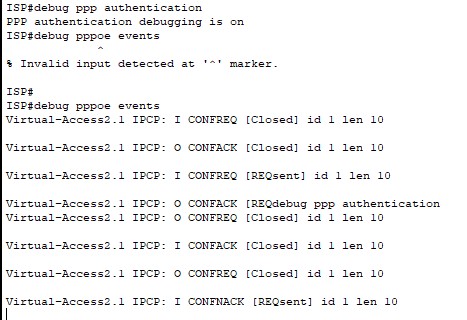 ISP#debug ppp authentication
PPP authentication debugging is on
ISP#debug pppoe events
^
% Invalid input detected at '^' marker.
ISP#
ISP#debug pppoe events
Virtual-Access2.1 IPCP: I CONFREQ [Closed] id 1 len 10
Virtual-Access2.1 IPCP: O CONFACK [Closed] id 1 len 10
Virtual-Access2.1 IPCP: I CONFREQ [REQsent] id 1 len 10
Virtual-Access2.1 IPCP: O CONFACK [REQdebug ppp authentication
Virtual-Access2.1 IPCP: O CONFREQ [Closed] id 1 len 10
Virtual-Access2.1 IPCP: I CONFACK [Closed] id 1 len 10
Virtual-Access2.1 IPCP: O CONFREQ [Closed] id 1 len 10
Virtual-Access2.1 IPCP: I CONFNACK [REQsent] id 1 len 10